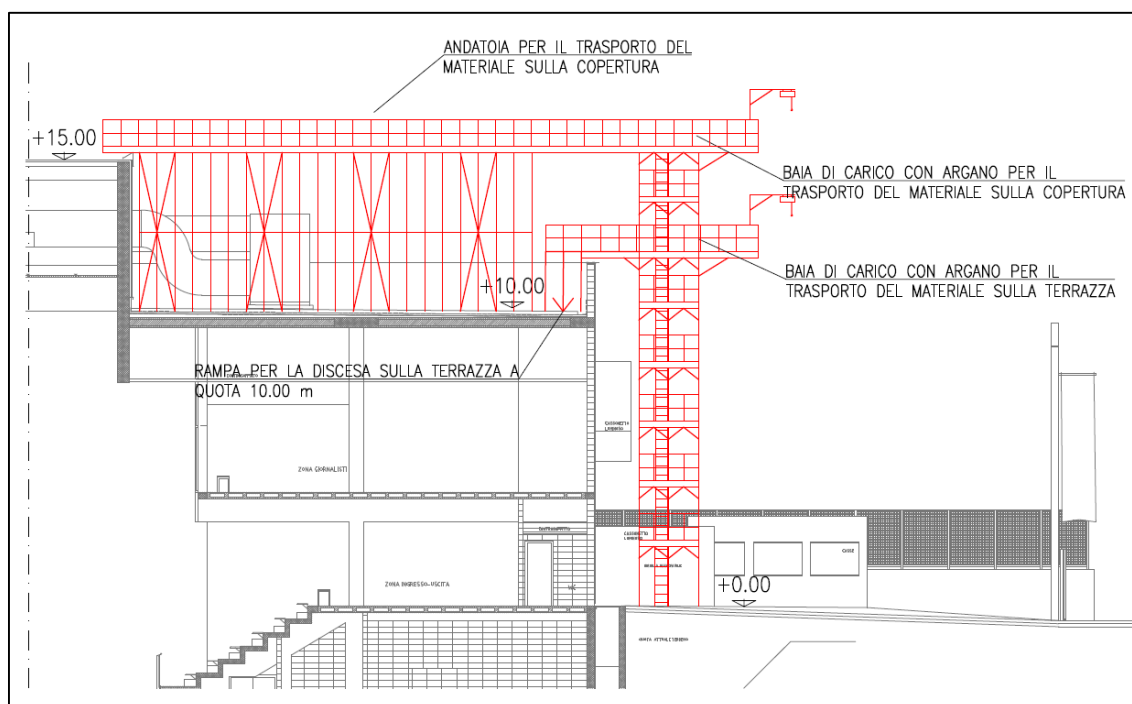 ANDATOIA PER IL TRASPORTO DEL
MATERIALE SULLA COPERTURA
+15.00
BAIA DI CARICO CON ARGANO PER IL
TRASPORTO DEL MATERIALE SULLA COPERTURA
BAIA DI CARICO CON ARGANO PER IL
TRASPORTO DEL MATERIALE SULLA TERRAZZA
+10.00
RAMPA PER LA DISCESA SULLA TERRAZZA A
QUOTA 10.00 m
ZONA GIORNALISTI
CASSE
ZONA INGRESSO-USCITA
+0.00